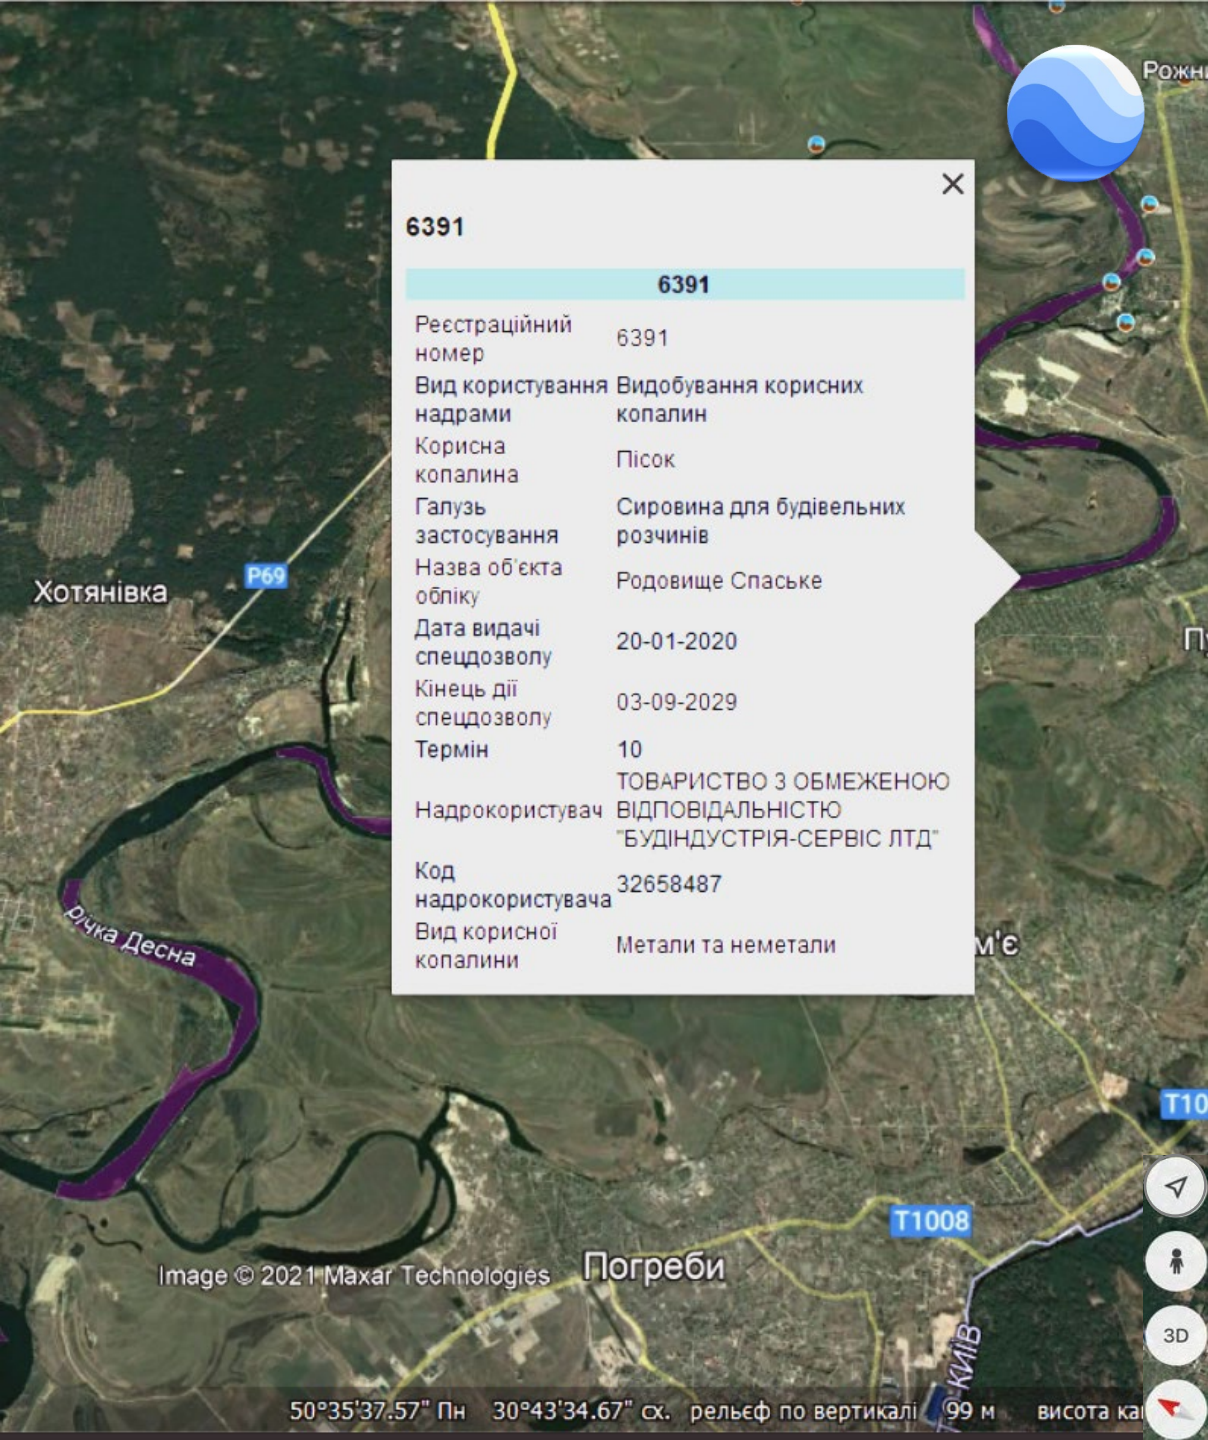 Рожни
6391
6391
Реєстраційний номер
6391
Вид користування надрами
Видобування корисних копалин
Корисна копалина
Пісок
Галузь застосування
Сировина для будівельних розчинів
Назва об'єкта обліку
Родовище Спаське
Дата видачі спецдозволу
20-01-2020
Кінець дії спецдозволу
03-09-2029
Термін
10
Надрокористувач
ТОВАРИСТВО З ОБМЕЖЕНОЮ ВІДПОВІДАЛЬНІСТЮ "БУДІНДУСТРІЯ-СЕРВІС ЛТД"
Код надрокористувача
32658487
Вид корисної копалини
Метали та неметали
P69
Хотянівка
річка Десна
м'є
T10
T1008
Погреби
Image © 2021 Maxar Technologies
3D
50°35'37.57" Пн 30°43'34.67" сх. рельєф по вертикалі 99 м висота